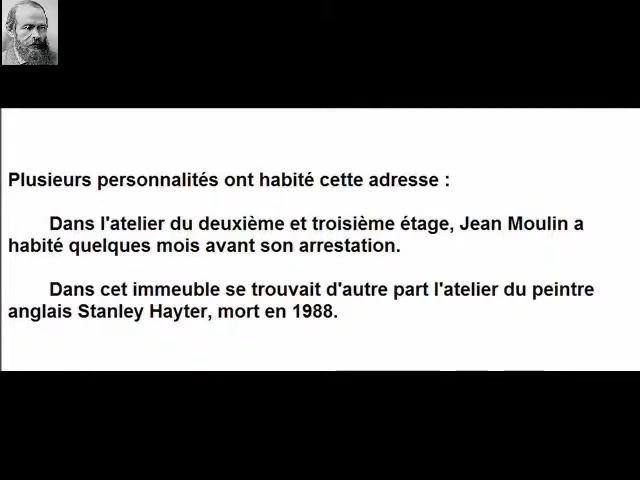 Plusieurs personnalités ont habité cette adresse :
Dans l'atelier du deuxième et troisième étage, Jean Moulin a
habité quelques mois avant son arrestation.
Dans cet immeuble se trouvait d'autre part l'atelier du peintre
anglais Stanley Hayter, mort en 1988.